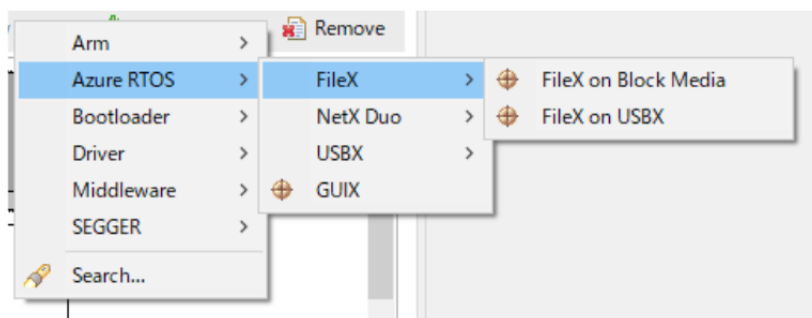 Remove
Arm
Azure RTOS
Bootloader
Driver
Middleware
SEGGER
Search...
FileX
NetX Duo
USBX
GUIX
FileX on Block Media
FileX on USBX